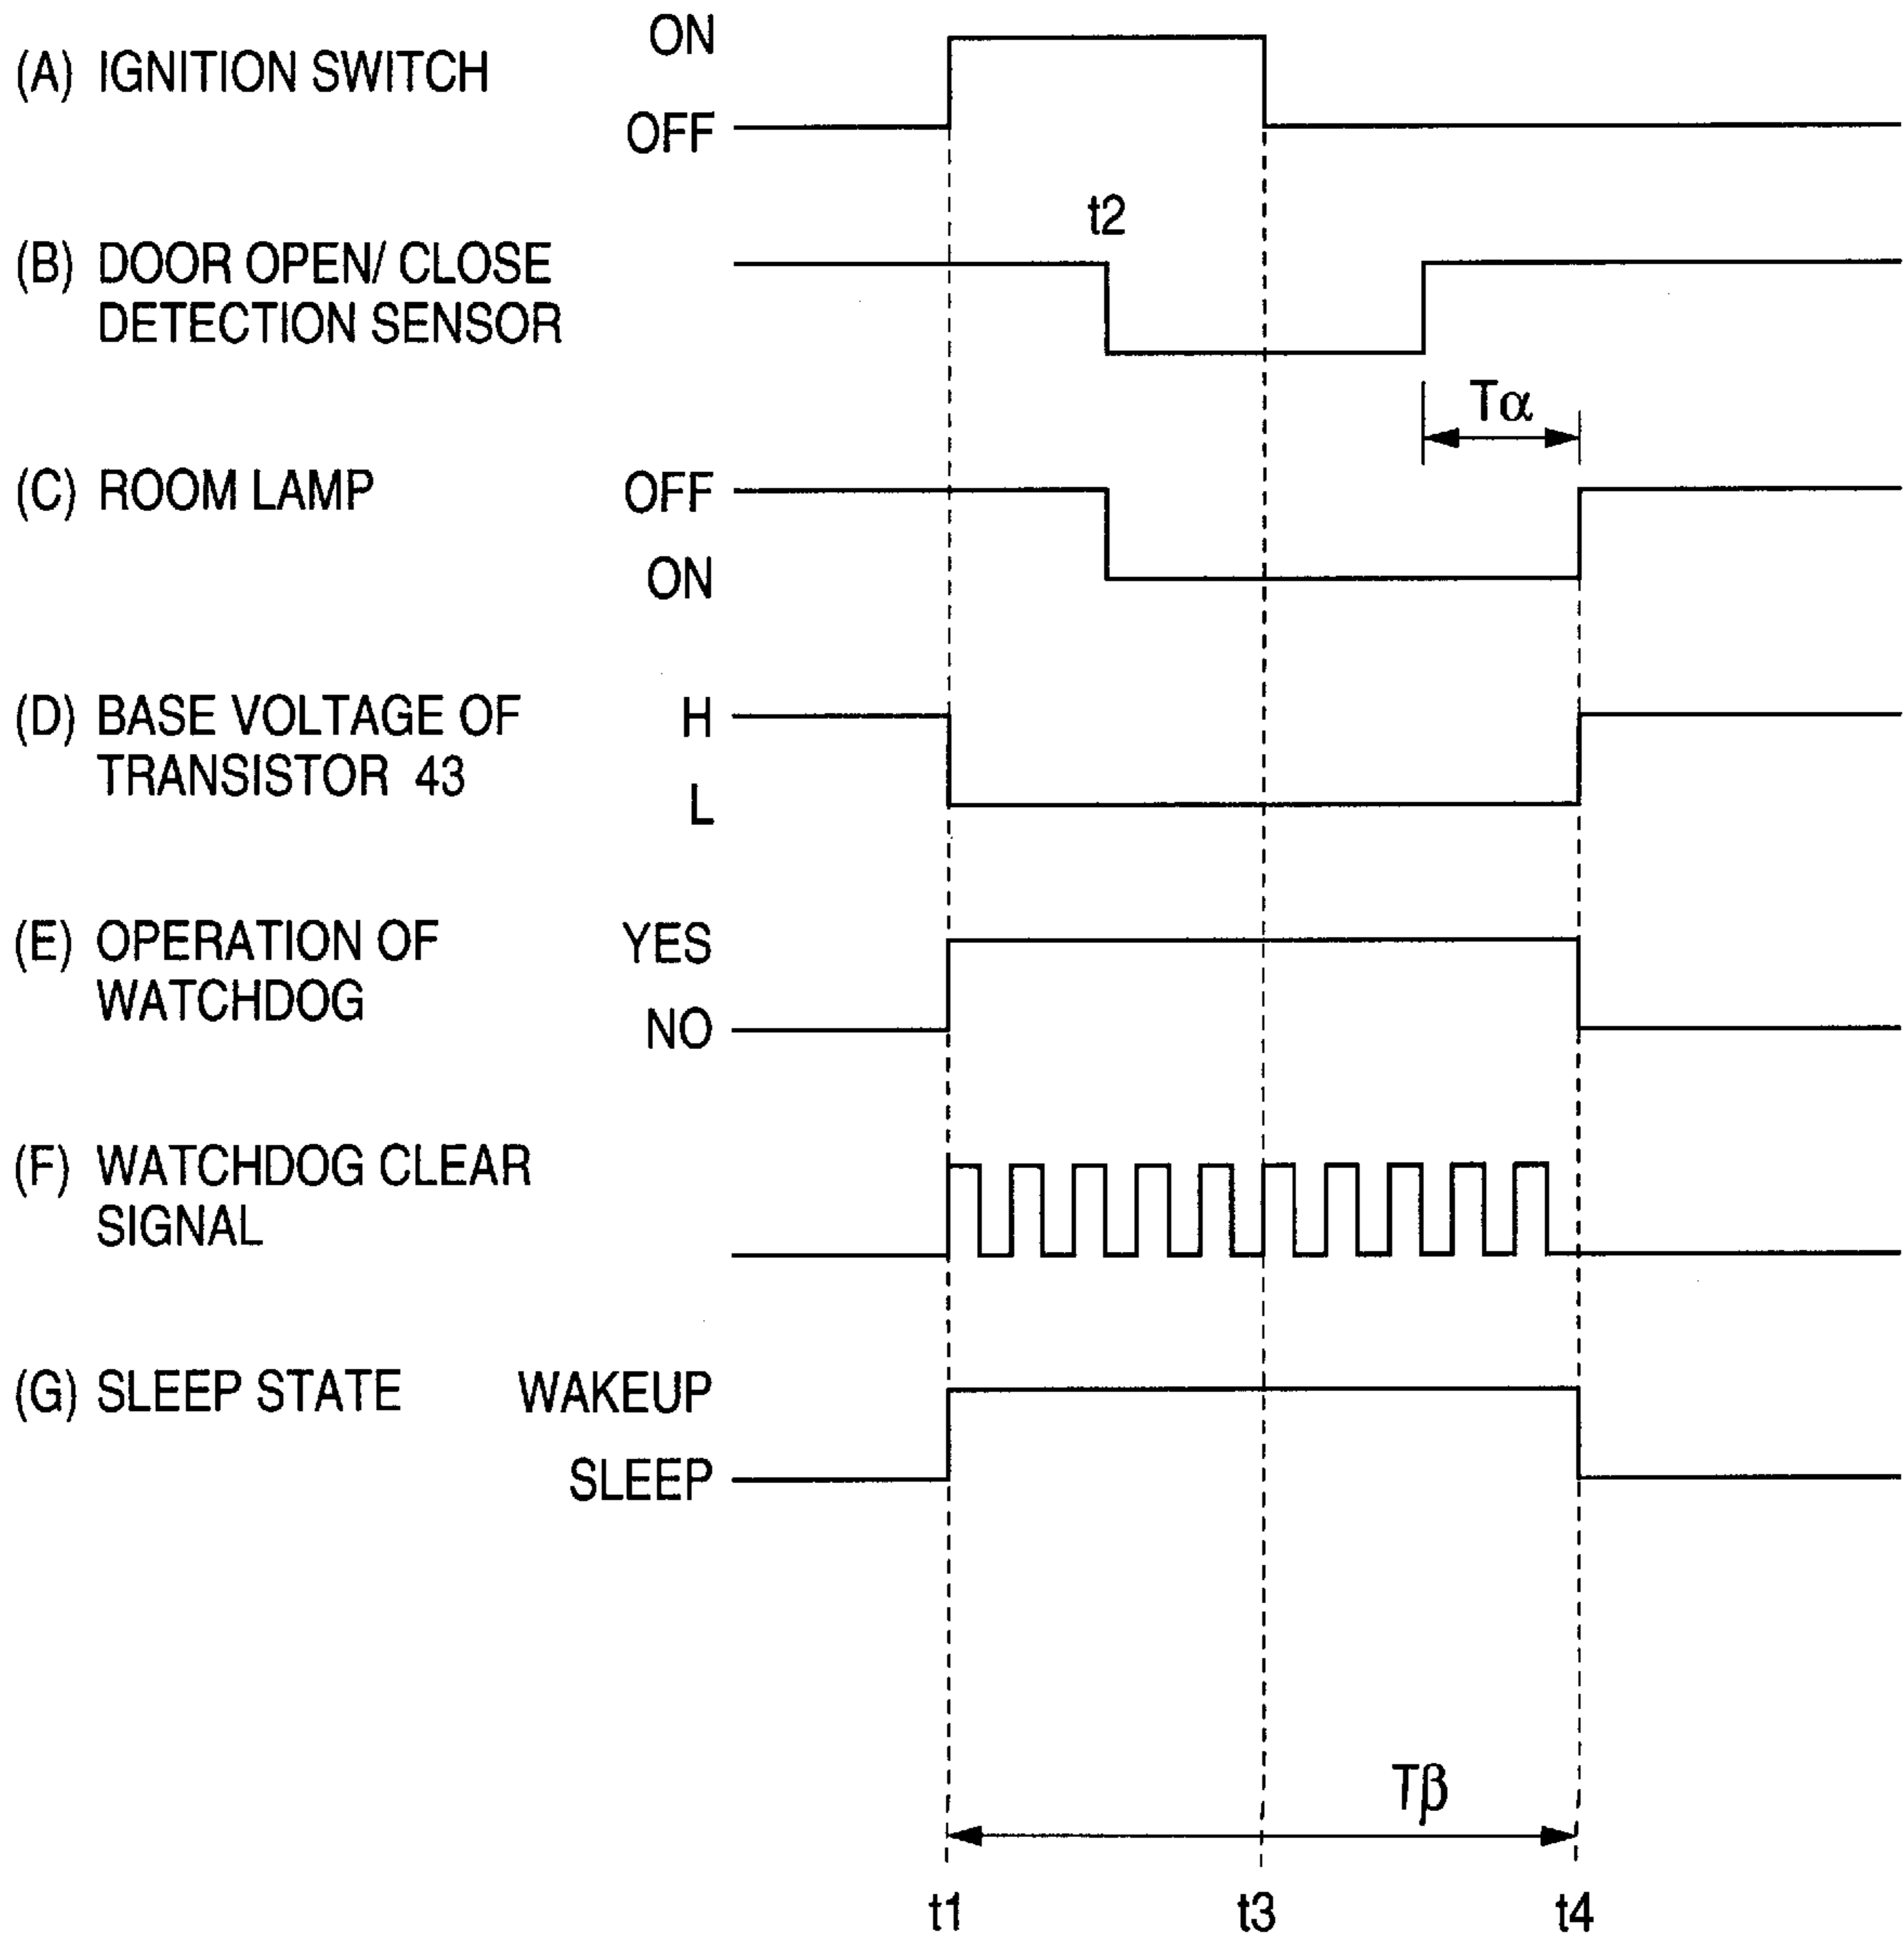 (A) IGNITION SWITCH
ON
OFF
t2
(B) DOOR OPEN/ CLOSE
DETECTION SENSOR
Tα
(C) ROOM LAMP
OFF
ON
(D) BASE VOLTAGE OF
TRANSISTOR 43
H
L
(E) OPERATION OF
WATCHDOG
YES
NO
(F) WATCHDOG CLEAR
SIGNAL
(G) SLEEP STATE
WAKEUP
SLEEP
Tβ
t1 t3 t4